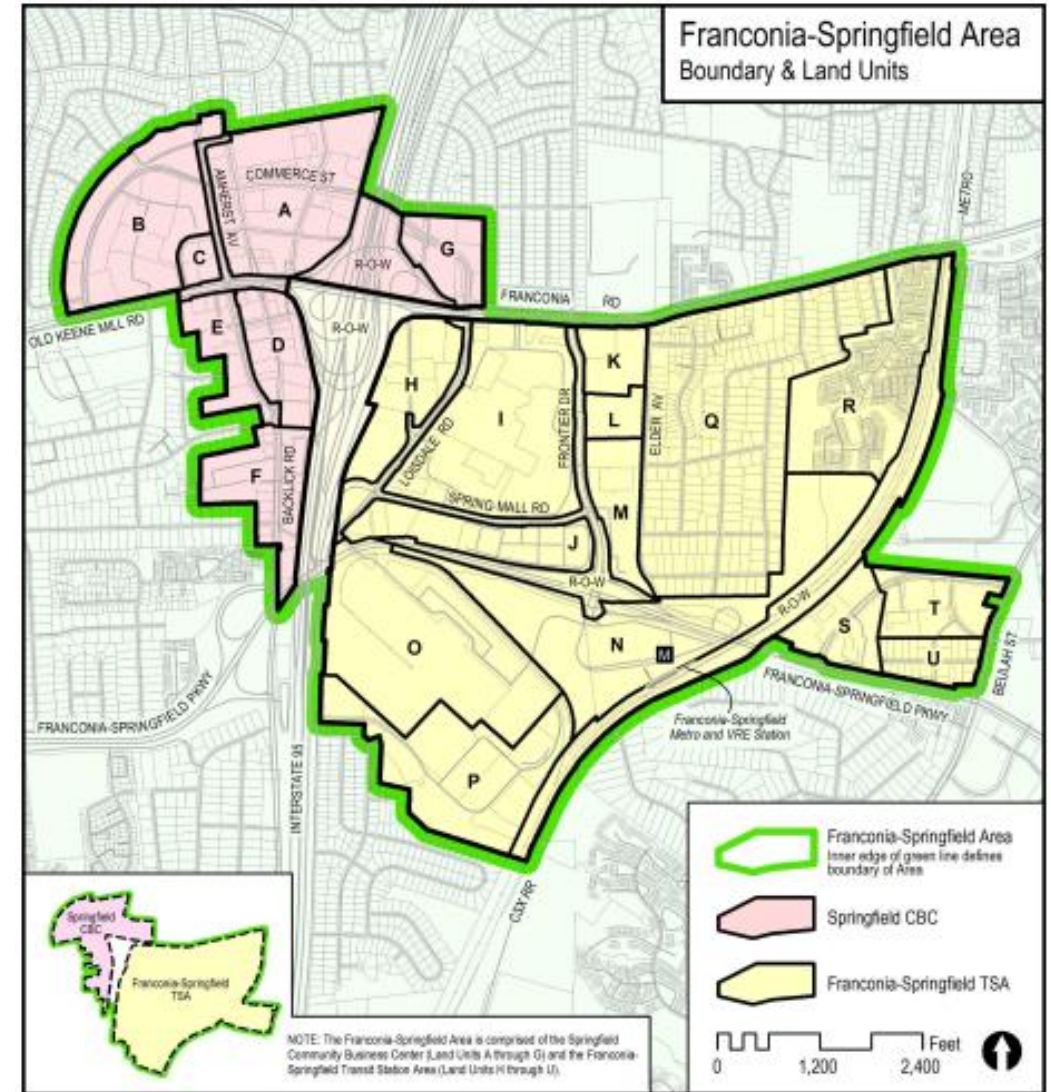 Franconia-Springfield Area
Boundary & Land Units
COMMERCE ST
AMHERST AV
A
B
C
G
R-O-W
FRANCONIA RD
OLD KEENE MILL RD
METRO
E
D
R-O-W
H
I
K
L
FRONTIER DR
ELDER AV
Q
R
LOISDALE RD
F
BACKLICK RD
SPRING MALL RD
M
J
R-O-W
R-O-W
O
N
M
S
T
U
BEULAH ST
FRANCONIA-SPRINGFIELD PKWY
FRANCONIA-SPRINGFIELD PKWY
Franconia-Springfield
Metro and VRE Station
INTERSTATE 95
P
CSX RR
Franconia-Springfield Area
Inner edge of green line defines
boundary of Area
Springfield CBC
Franconia-Springfield TSA
Feet
0 1,200 2,400
Springfield
CBC
Franconia-Springfield
TSA
NOTE: The Franconia-Springfield Area is comprised of the Springfield
Community Business Center (Land Units A through G) and the Franconia-
Springfield Transit Station Area (Land Units H through U).